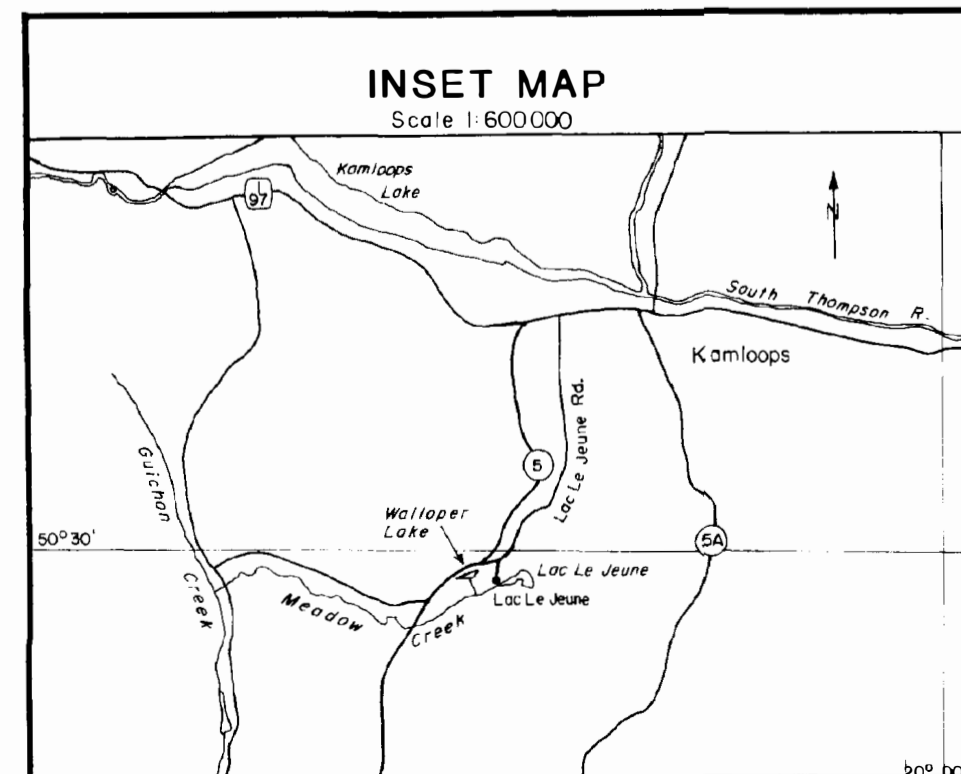 INSET MAP
Scale 1:600000
Kamloops
Lake
1
97
N
South Thompson R.
Kamloops
Lac Le Jeune Rd.
5
Guichon
Creek
Walloper
Lake
50°30'
5A
Lac Le Jeune
Lac Le Jeune
Meadow
Creek